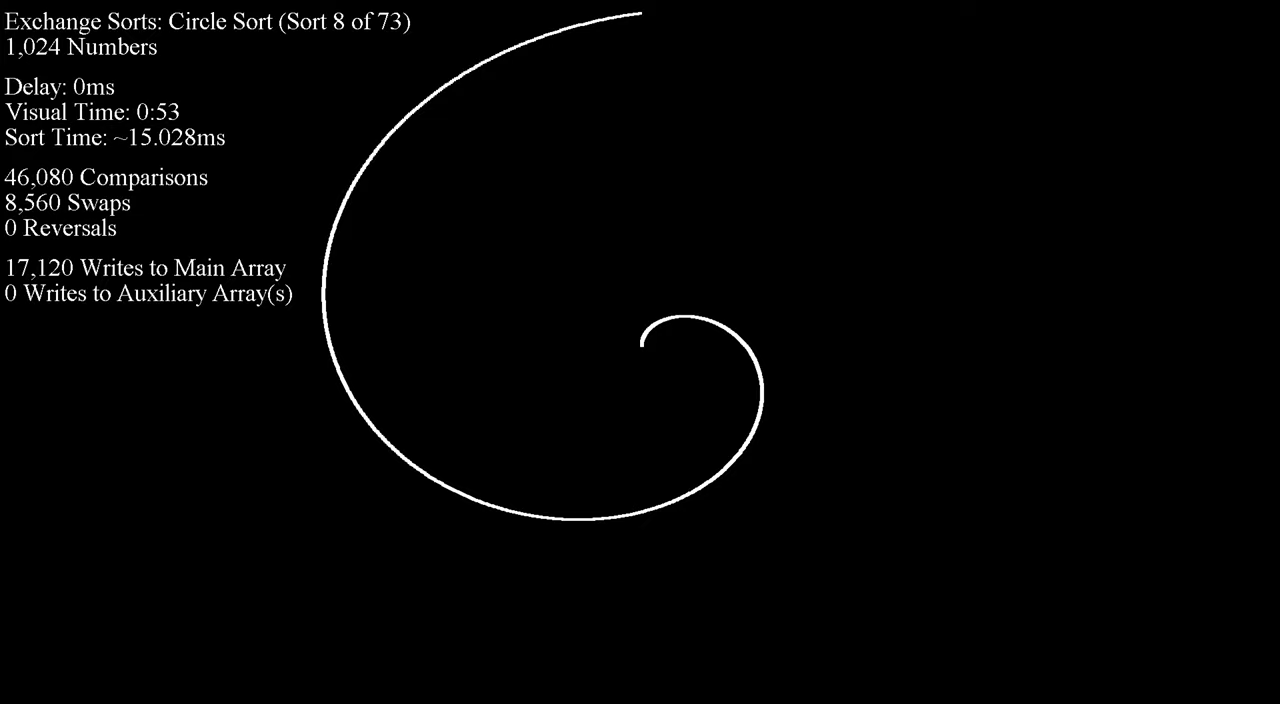 Exchange Sorts: Circle Sort (Sort 8 of 73)
1,024 Numbers
Delay: 0ms
Visual Time: 0:53
Sort Time: ~15.028ms
46,080 Comparisons
8,560 Swaps
0 Reversals
17,120 Writes to Main Array
0 Writes to Auxiliary Array(s)